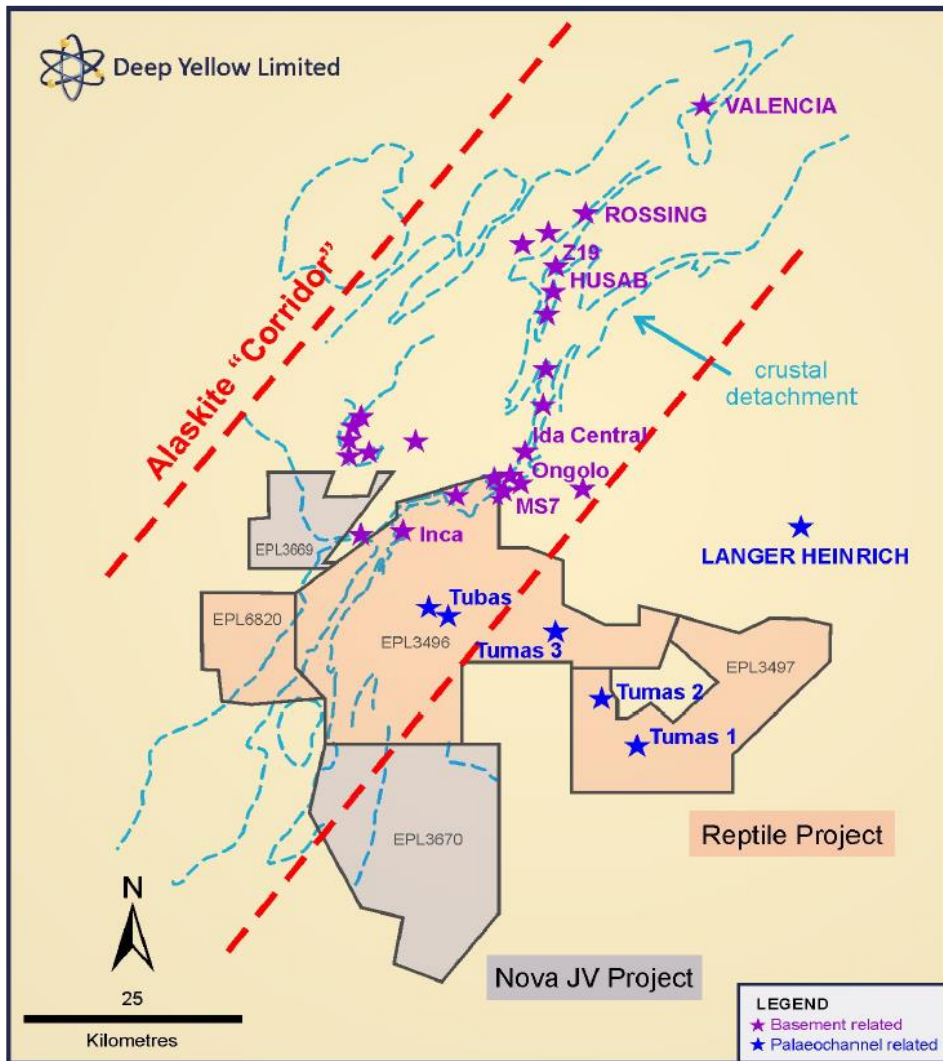 Deep Yellow Limited
VALENCIA
ROSSING
Z19
HUSAB
Alaskite “Corridor”
crustal
detachment
Ida Central
Ongolo
MS7
Inca
EPL3669
LANGER HEINRICH
EPL6820
Tubas
EPL3496
Tumas 3
EPL3497
Tumas 2
Tumas 1
EPL3670
Reptile Project
N
Nova JV Project
25
Kilometres
LEGEND
Basement related
Palaeochannel related